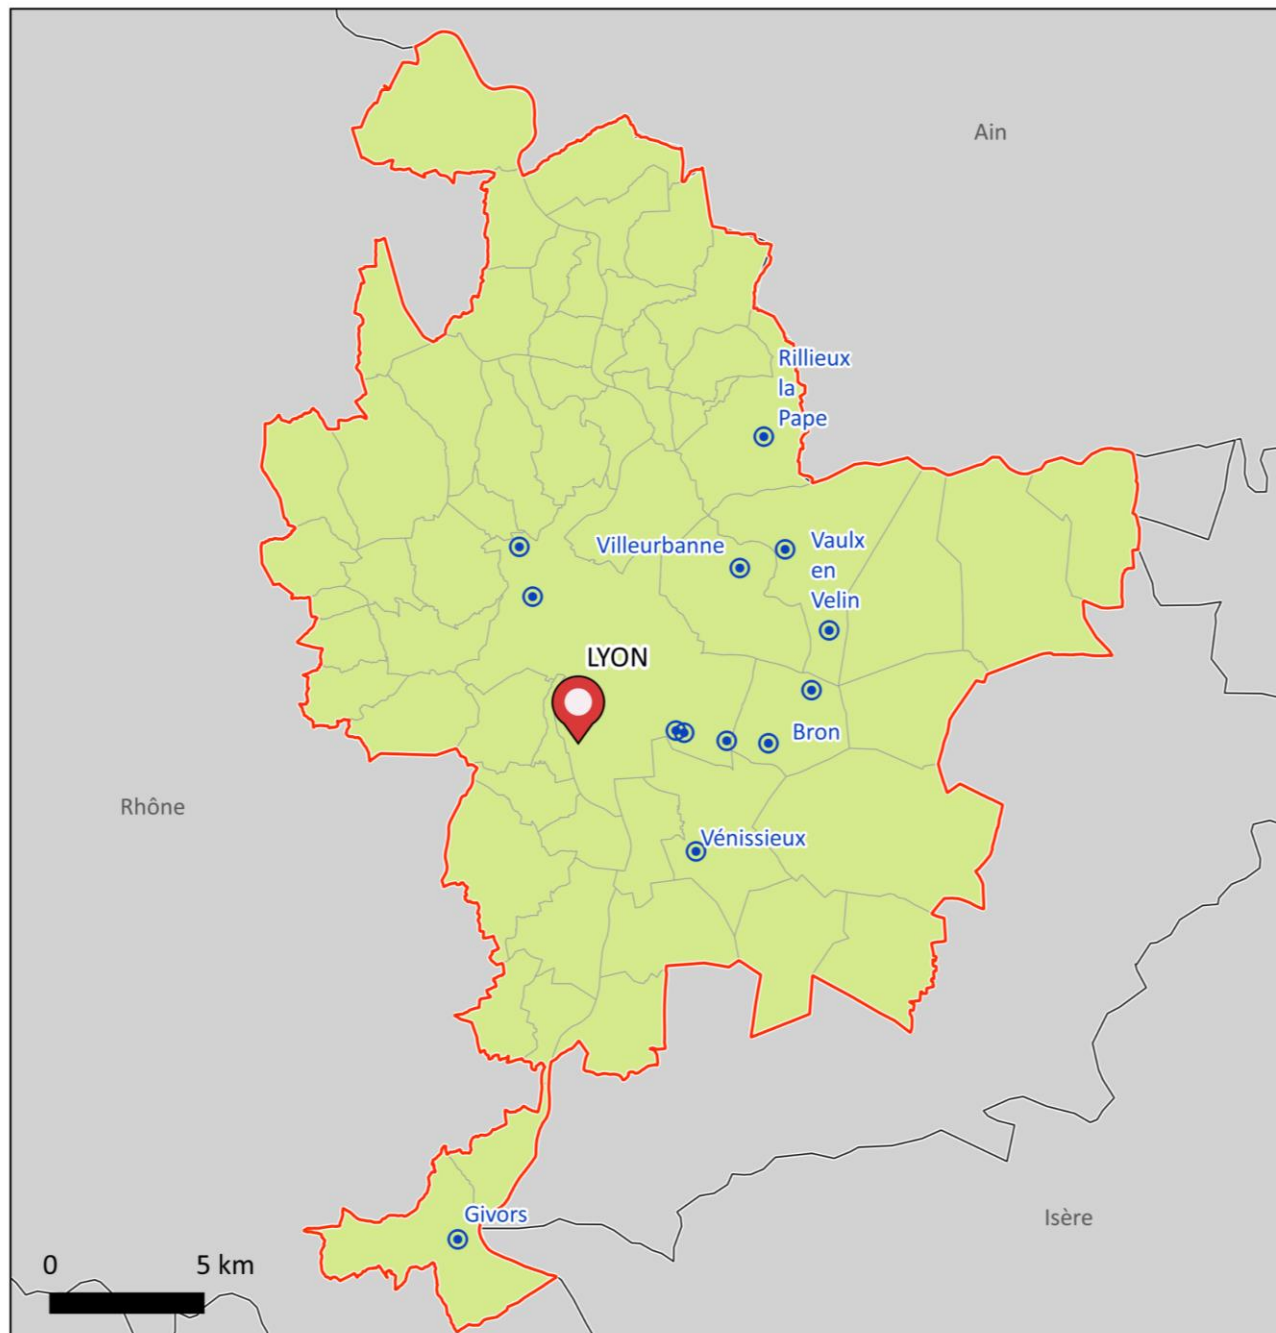 Ain
Rillieux
la
Pape
Villeurbanne
Vaulx
en
Velin
LYON
Bron
Rhône
Vénissieux
Givors
Isère
0 5 km